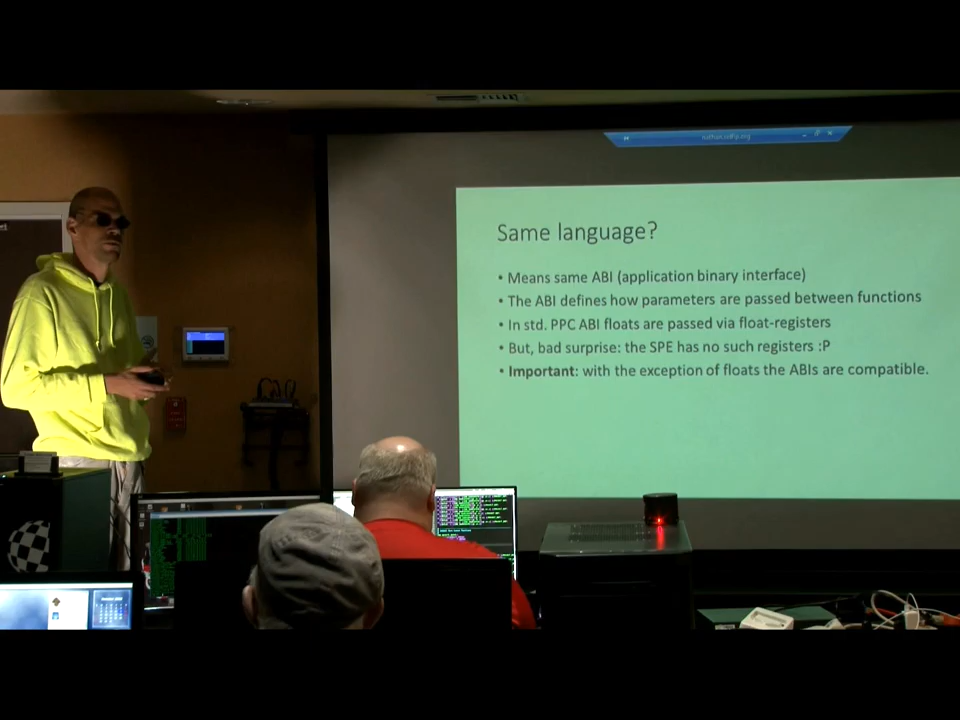 Same language?
• Means same ABI (application binary interface)
• The ABI defines how parameters are passed between functions
• In std. PPC ABI floats are passed via float-registers
• But, bad surprise: the SPE has no such registers :P
• Important: with the exception of floats the ABIs are compatible.